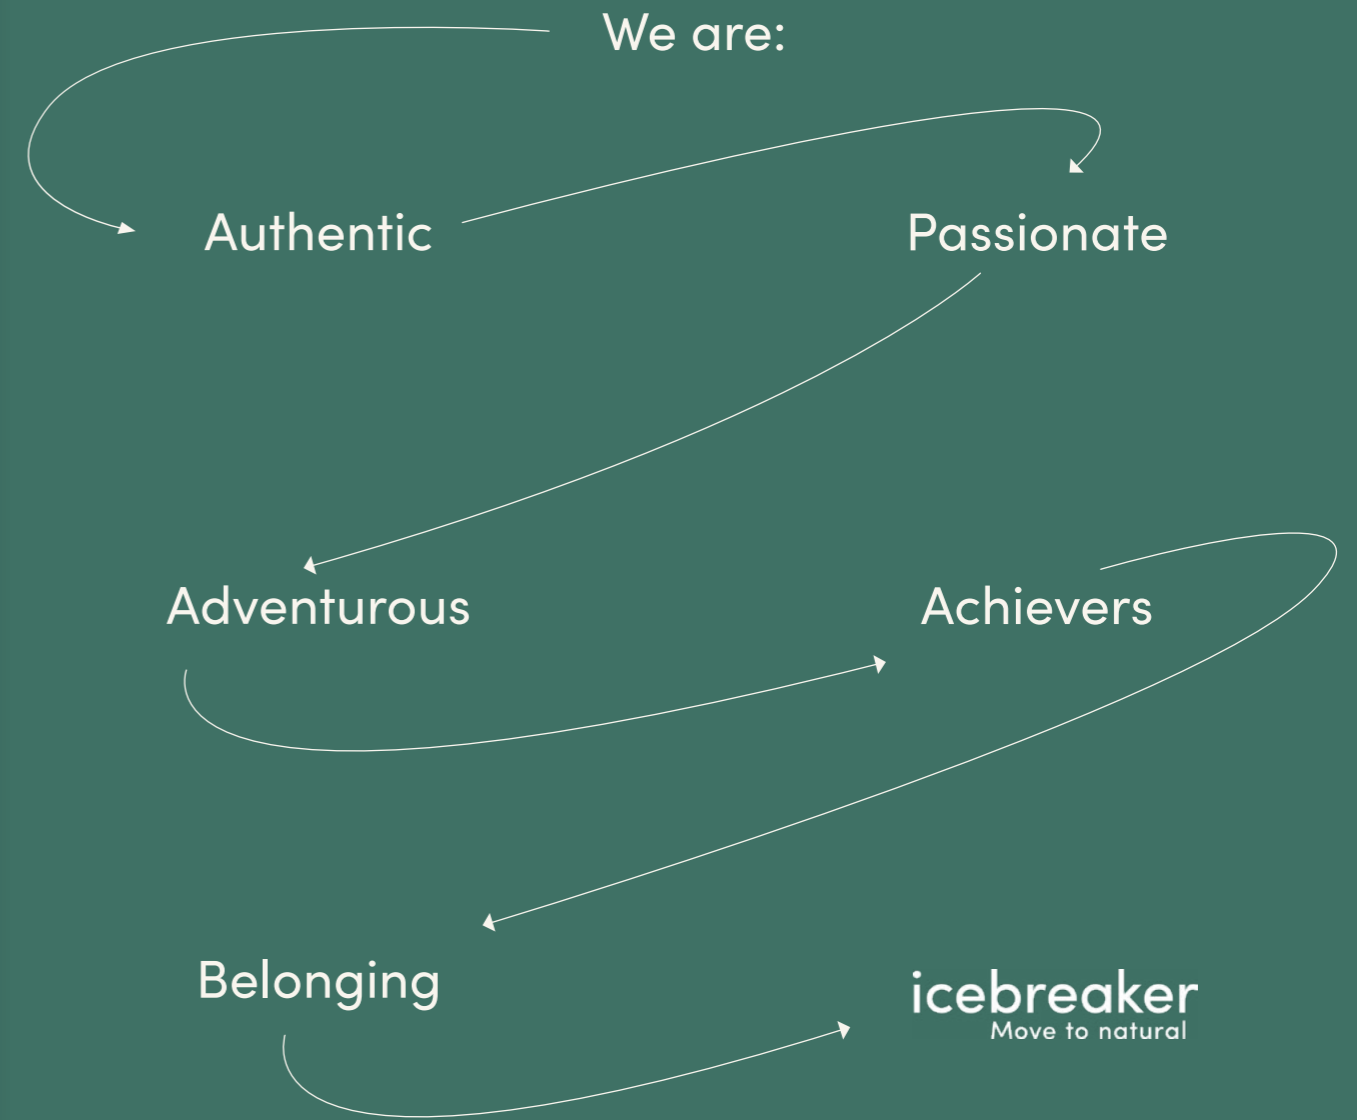 We are:
Authentic
Passionate
Adventurous
Achievers
Belonging
icebreaker
Move to natural